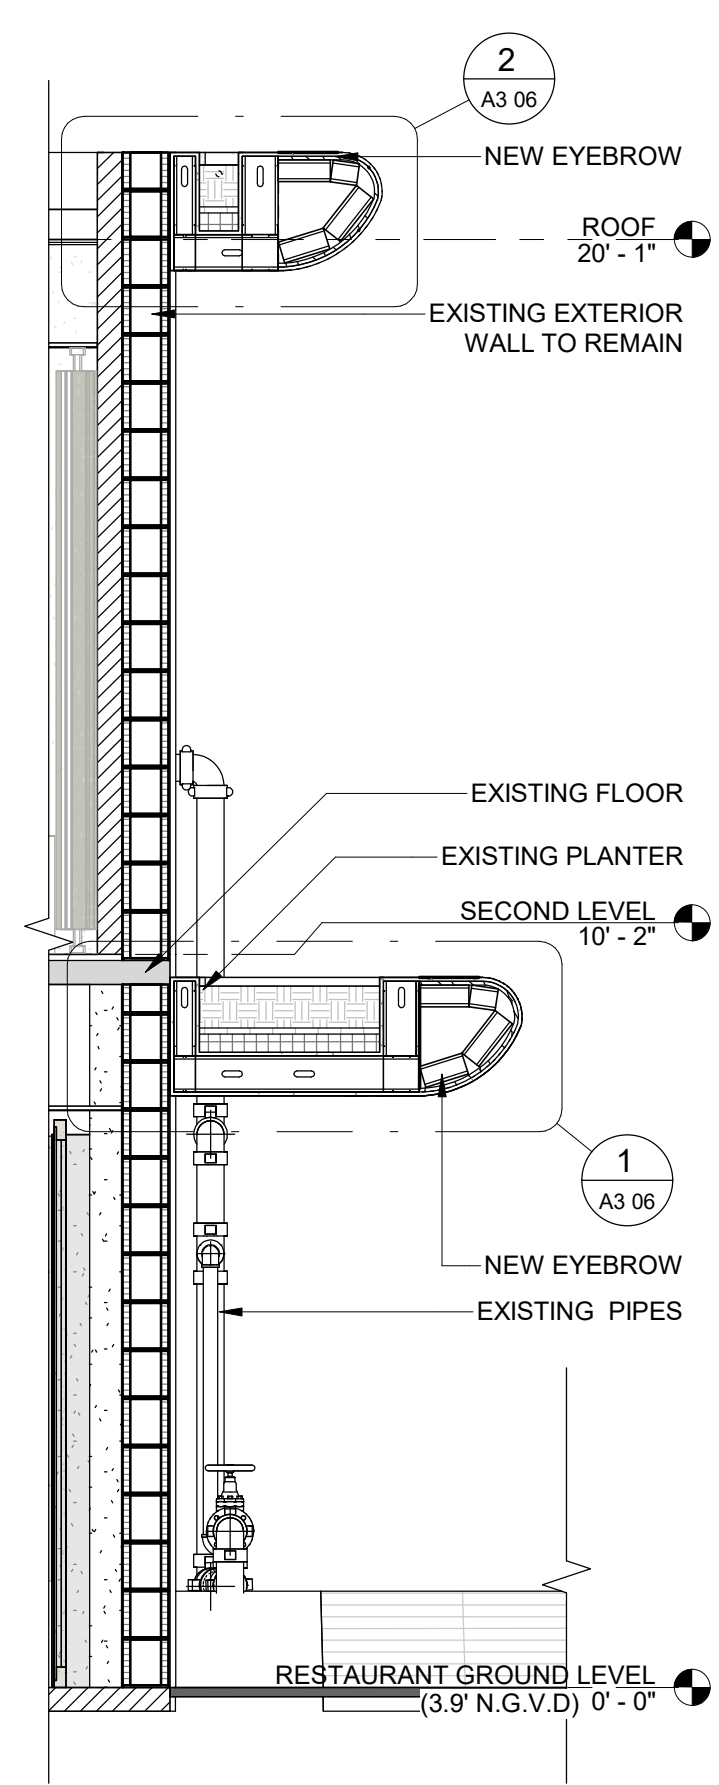 2
A3 06
NEW EYEBROW
ROOF
20' - 1"
EXISTING EXTERIOR
WALL TO REMAIN
EXISTING FLOOR
EXISTING PLANTER
SECOND LEVEL
10' - 2"
1
A3 06
NEW EYEBROW
EXISTING PIPES
RESTAURANT GROUND LEVEL
(3.9' N.G.V.D) 0' - 0"